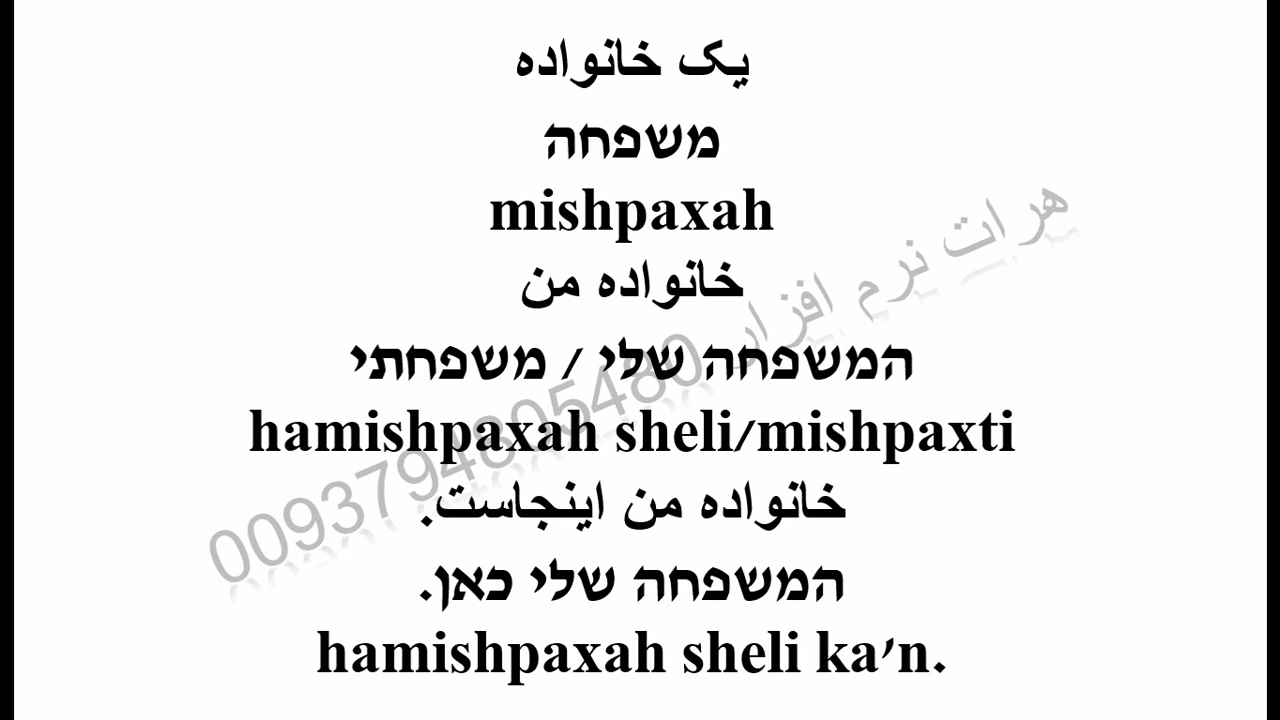 یک خانواده
משפחה
mishpaxah
خانواده من
המשפחה שלי / משפחתי
hamishpaxah sheli/mishpaxti
خانواده من اینجاست.
המשפחה שלי כאן.
hamishpaxah sheli ka'n.
هرات نرم افزار 0093794805480